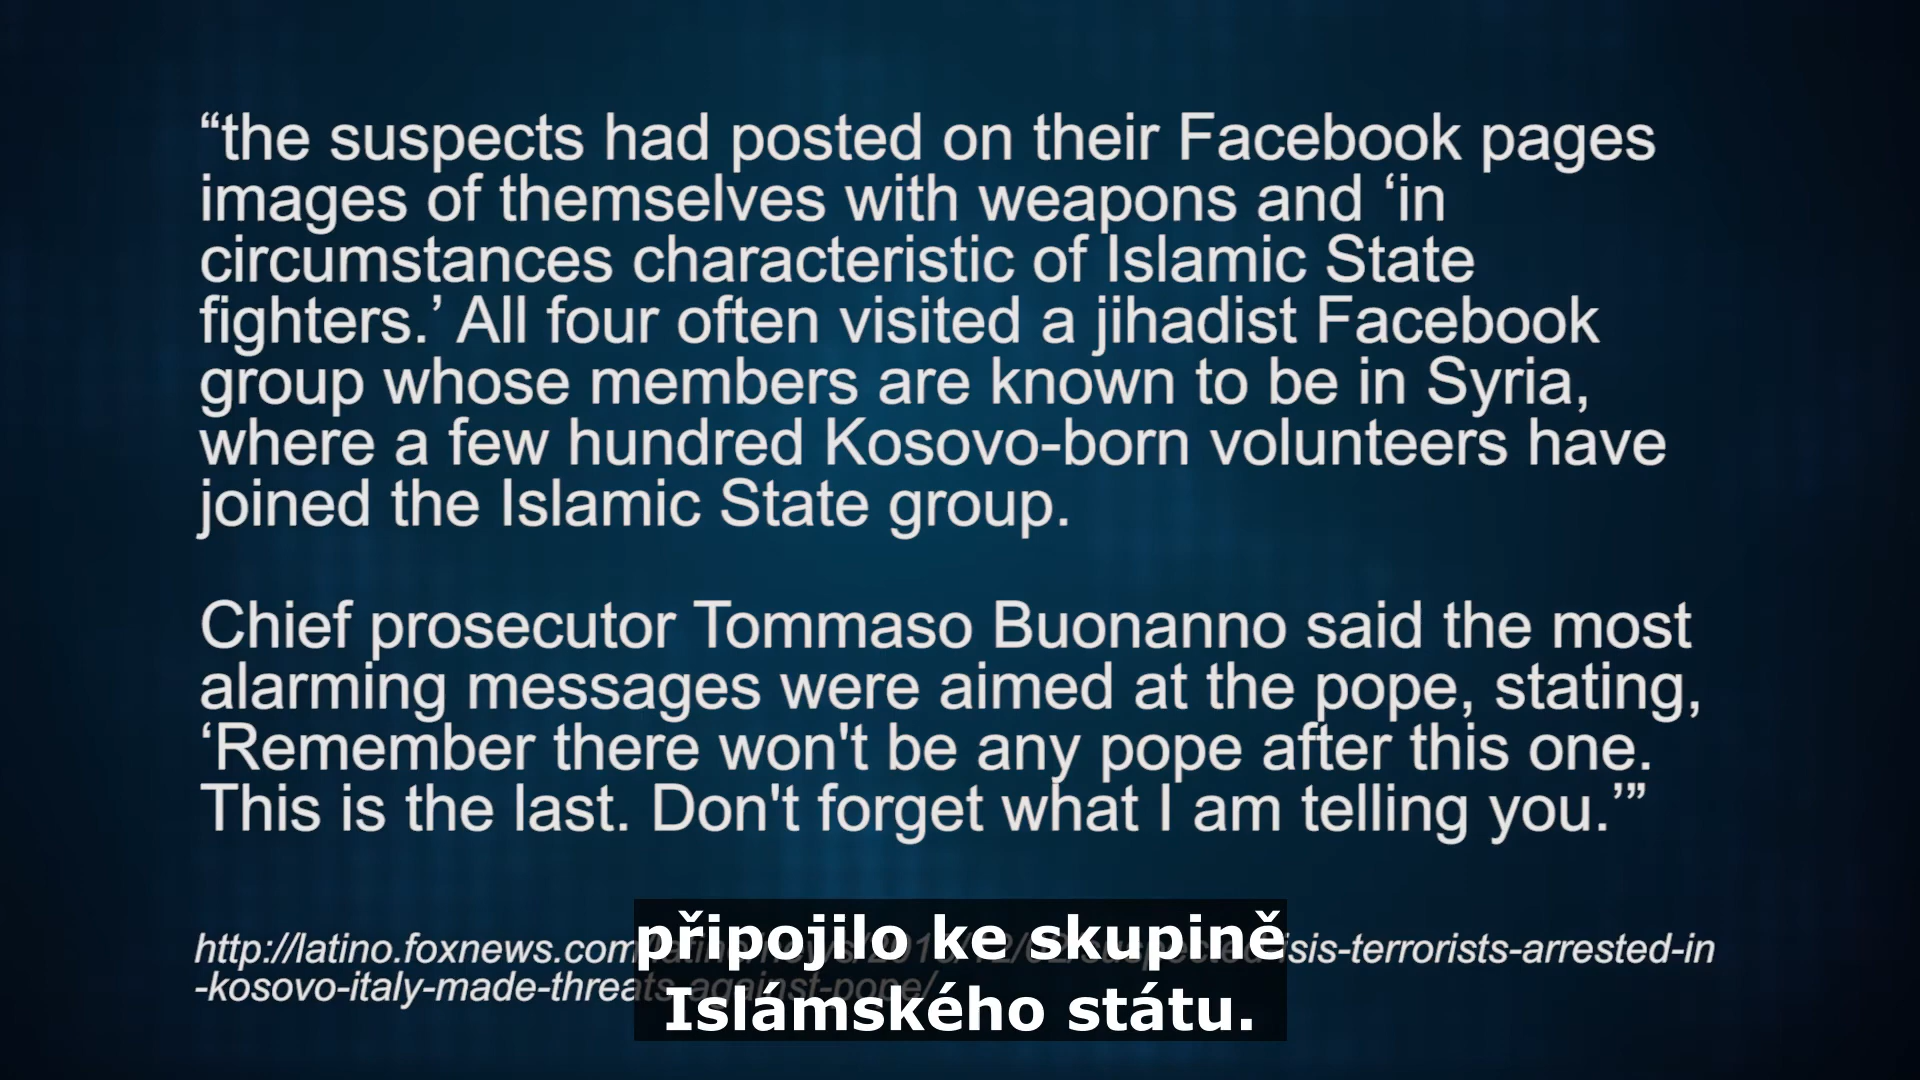 “the suspects had posted on their Facebook pages
images of themselves with weapons and ‘in
circumstances characteristic of Islamic State
fighters.’ All four often visited a jihadist Facebook
group whose members are known to be in Syria,
where a few hundred Kosovo-born volunteers have
joined the Islamic State group.
Chief prosecutor Tommaso Buonanno said the most
alarming messages were aimed at the pope, stating,
‘Remember there won't be any pope after this one.
This is the last. Don't forget what I am telling you.’”
http://latino.foxnews.com isis-terrorists-arrested-in
-kosovo-italy-made-threats-against-pope/
připojilo ke skupině
Islámského státu.